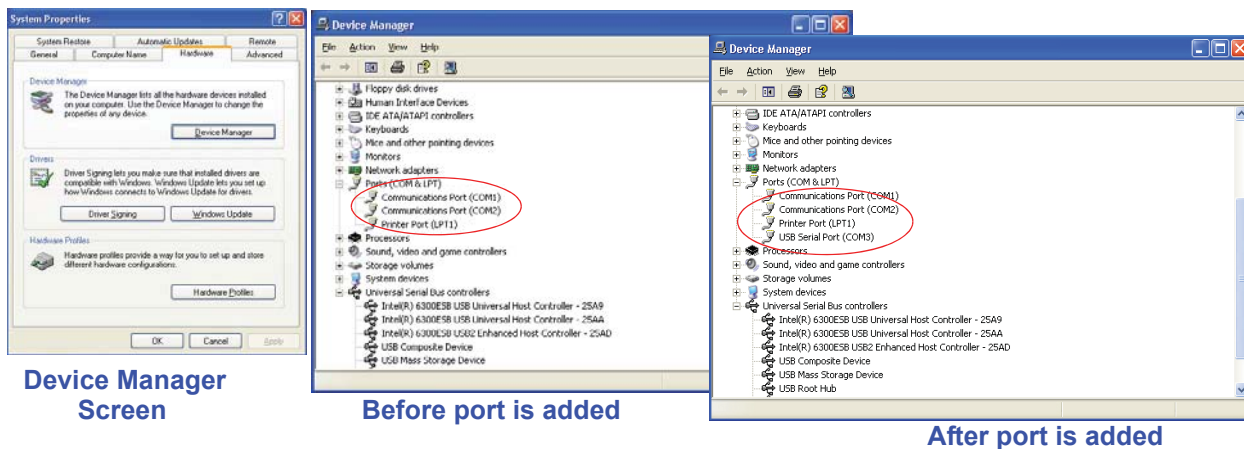 System Properties
System Restore Automatic Updates Remote
General Computer Name Hardware Advanced
Device Manager
The Device Manager lists all the hardware devices installed
on your computer. Use the Device Manager to change the
properties of any device.
Device Manager
Drivers
Driver Signing lets you make sure that installed drivers are
compatible with Windows. Windows Update lets you set up
how Windows connects to Windows Update for drivers.
Driver Signing Windows Update
Hardware Profiles
Hardware profiles provide a way for you to set up and store
different hardware configurations.
Hardware Profiles
OK Cancel Apply
Device Manager
Screen
Device Manager
File Action View Help
Floppy disk drives
Human Interface Devices
IDE ATA/ATAPI controllers
Keyboards
Mice and other pointing devices
Monitors
Network adapters
Ports (COM & LPT)
Communications Port (COM1)
Communications Port (COM2)
Printer Port (LPT1)
Processors
Sound, video and game controllers
Storage volumes
System devices
Universal Serial Bus controllers
Intel(R) 6300ESB USB Universal Host Controller - 25A9
Intel(R) 6300ESB USB Universal Host Controller - 25AA
Intel(R) 6300ESB USB2 Enhanced Host Controller - 25AD
USB Composite Device
USB Mass Storage Device
Before port is added
Device Manager
File Action View Help
IDE ATA/ATAPI controllers
Keyboards
Mice and other pointing devices
Monitors
Network adapters
Ports (COM & LPT)
Communications Port (COM1)
Communications Port (COM2)
Printer Port (LPT1)
USB Serial Port (COM3)
Processors
Sound, video and game controllers
Storage volumes
System devices
Universal Serial Bus controllers
Intel(R) 6300ESB USB Universal Host Controller - 25A9
Intel(R) 6300ESB USB Universal Host Controller - 25AA
Intel(R) 6300ESB USB2 Enhanced Host Controller - 25AD
USB Composite Device
USB Mass Storage Device
USB Root Hub
After port is added